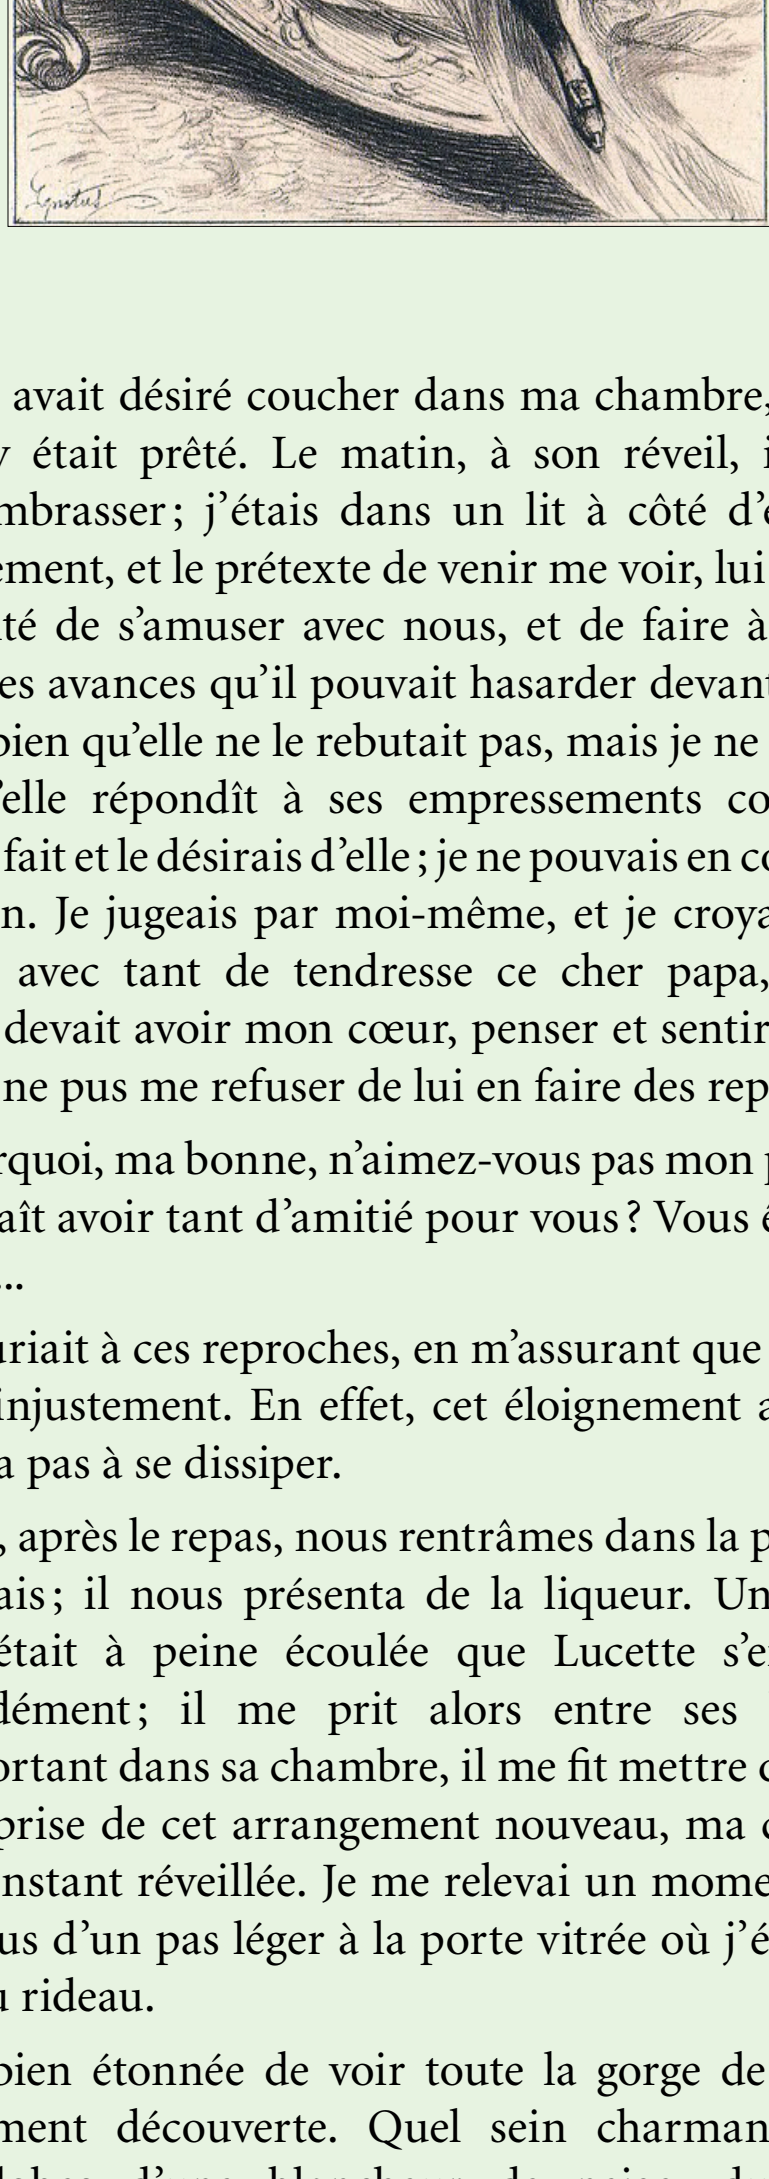 Ignotus
avait désiré coucher dans ma chambre,
y était prêté. Le matin, à son réveil, i
mbrasser ; j’étais dans un lit à côté d’e
ement, et le prétexte de venir me voir, lui
ité de s’amuser avec nous, et de faire à
es avances qu’il pouvait hasarder devant
bien qu’elle ne le rebutait pas, mais je ne
’elle répondît à ses empressements co
fait et le désirais d’elle ; je ne pouvais en co
n. Je jugeais par moi-même, et je croya
avec tant de tendresse ce cher papa,
devait avoir mon cœur, penser et sentir
ne pus me refuser de lui en faire des rep
rquoi, ma bonne, n’aimez-vous pas mon p
aît avoir tant d’amitié pour vous ? Vous ê
...
uriait à ces reproches, en m’assurant que
injustement. En effet, cet éloignement a
a pas à se dissiper.
, après le repas, nous rentrâmes dans la p
ais ; il nous présenta de la liqueur. Un
était à peine écoulée que Lucette s’e
dément ; il me prit alors entre ses
ortant dans sa chambre, il me fit mettre d
prise de cet arrangement nouveau, ma c
nstant réveillée. Je me relevai un mome
us d’un pas léger à la porte vitrée où j’é
u rideau.
bien étonnée de voir toute la gorge de
ment découverte. Quel sein charman